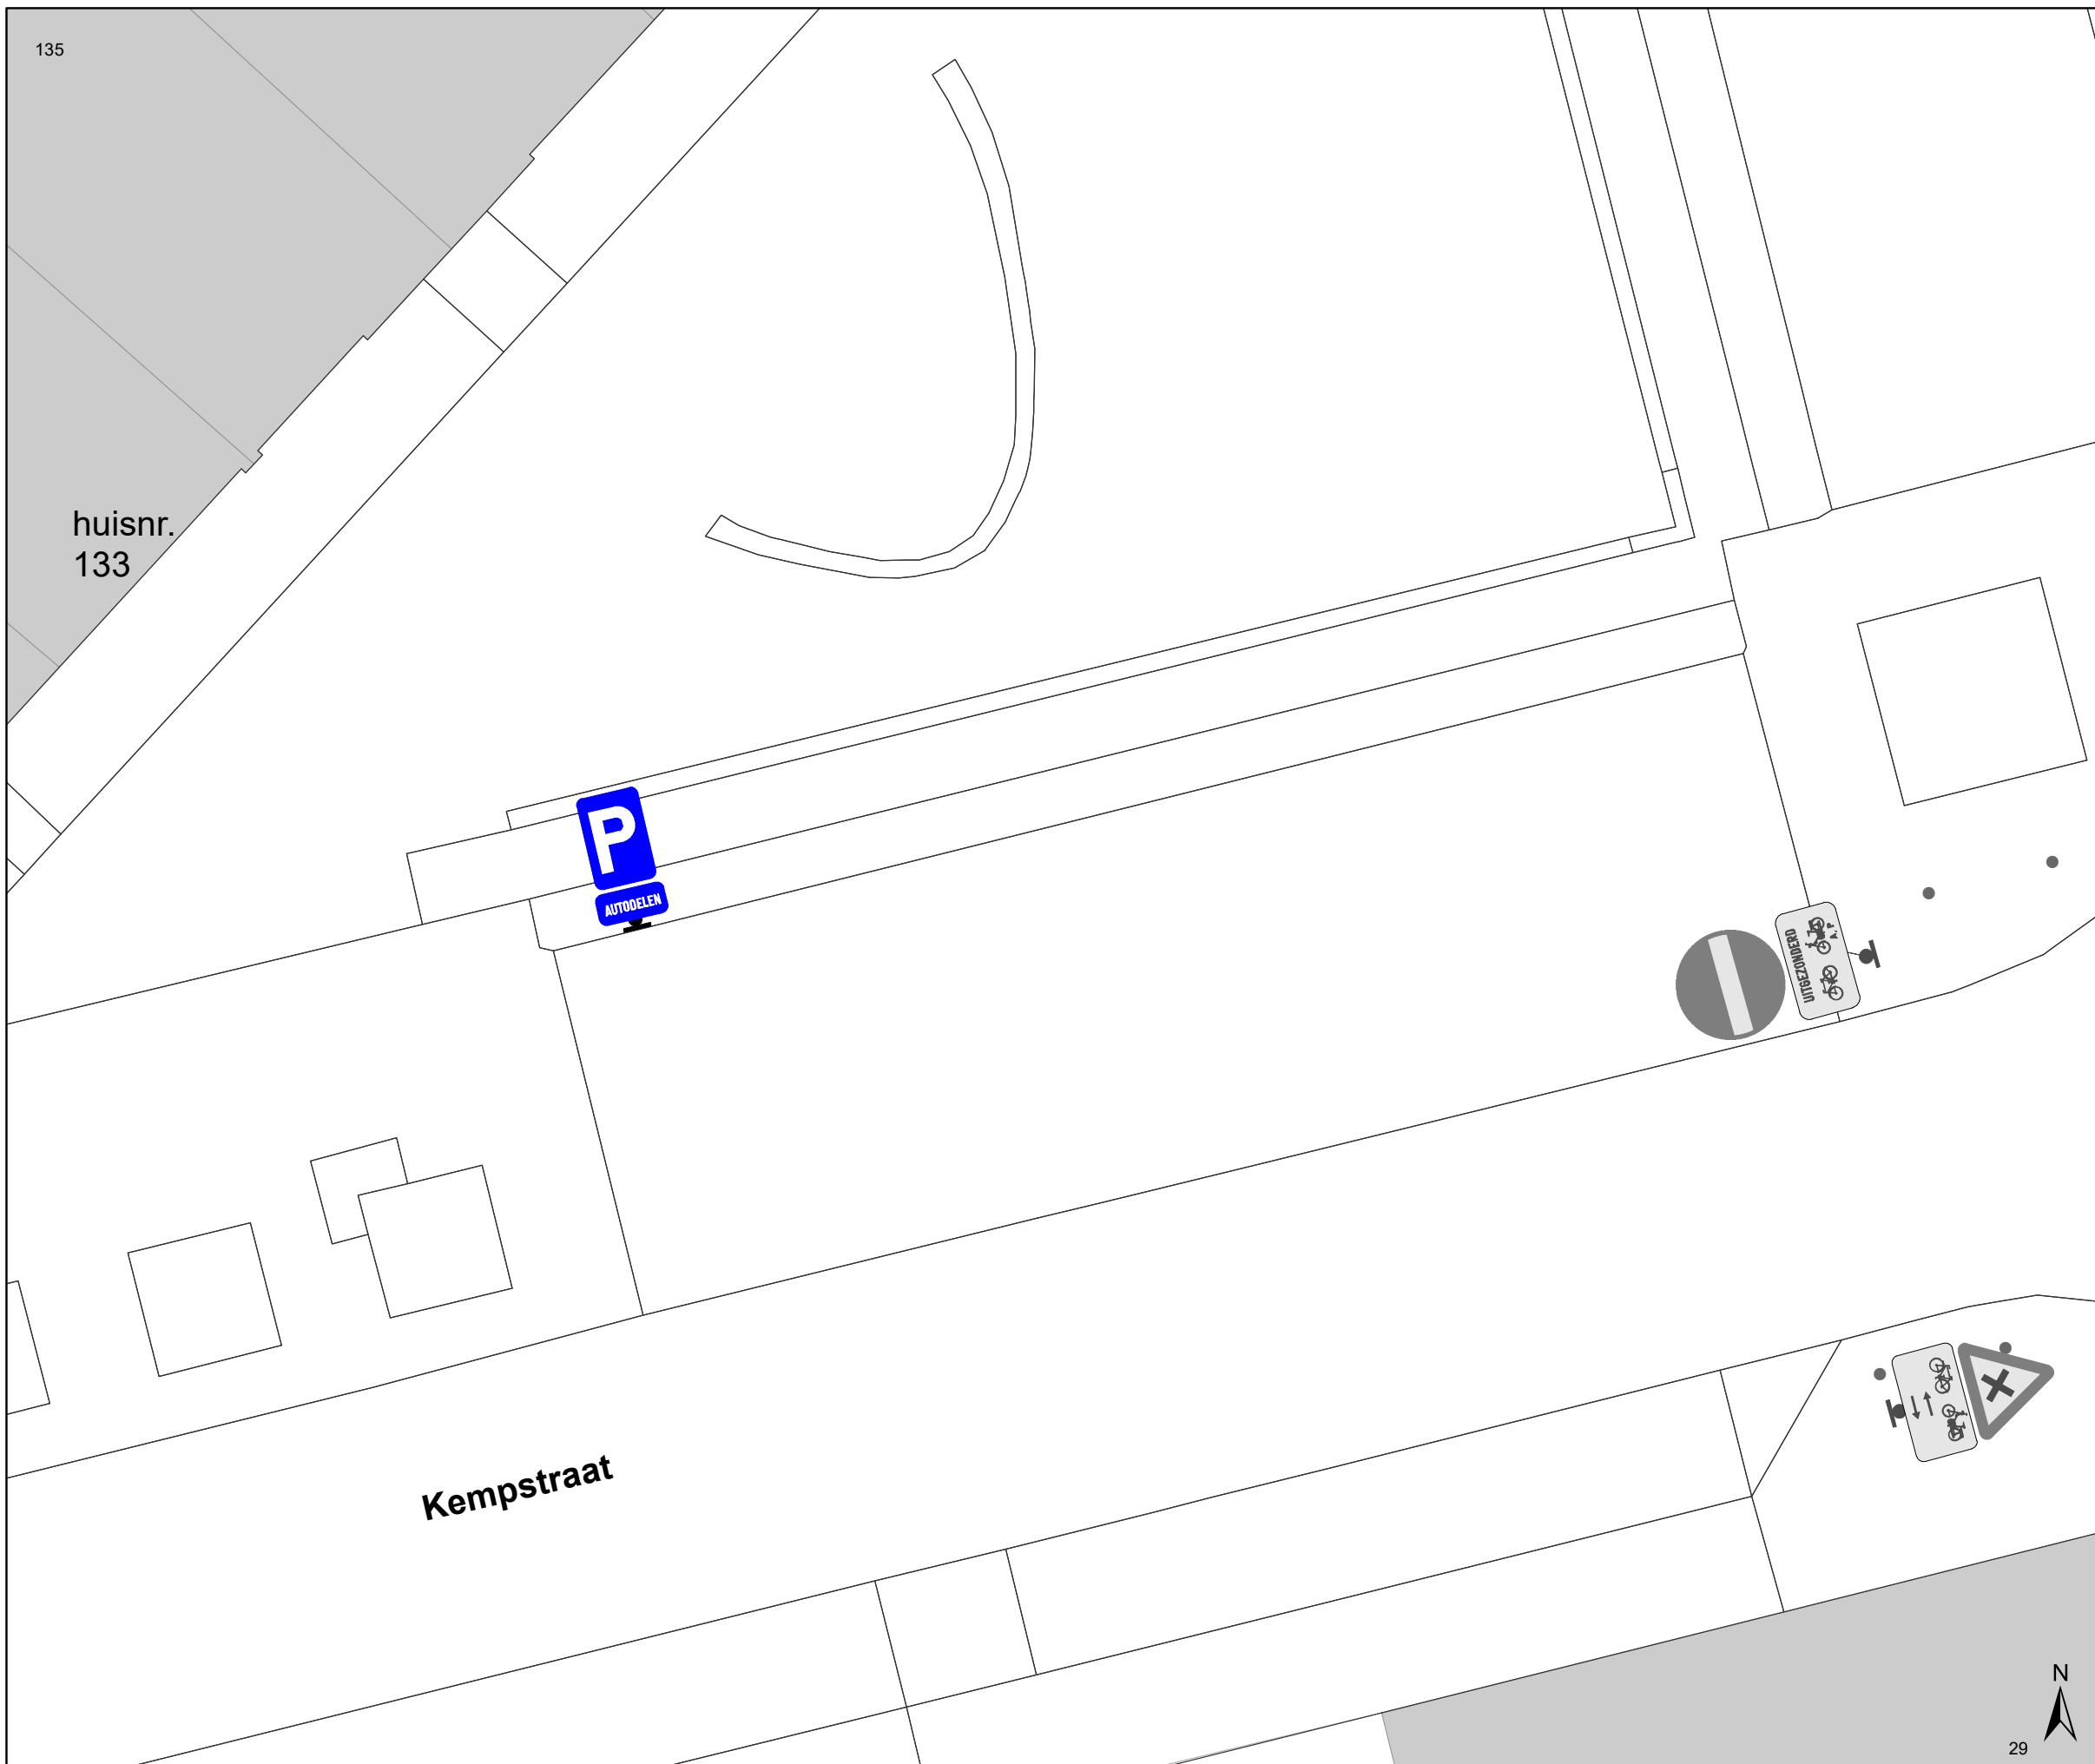 135
huisnr.
133
P
AUTODELEN
UITGEZONDERD
A. P
Kempstraat
N
29